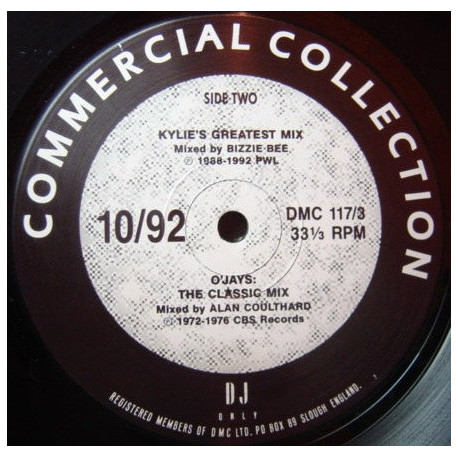 COMMERCIAL COLLECTION
SIDE TWO
KYLIE'S GREATEST MIX
Mixed by BIZZIE BEE
℗ 1988-1992 PWL
10/92
DMC 117/3
33⅓ RPM
O'JAYS:
THE CLASSIC MIX
Mixed by ALAN COULTHARD
℗ 1972-1976 CBS Records
DJ
ONLY
REGISTERED MEMBERS OF DMC LTD. PO BOX 89 SLOUGH ENGLAND.